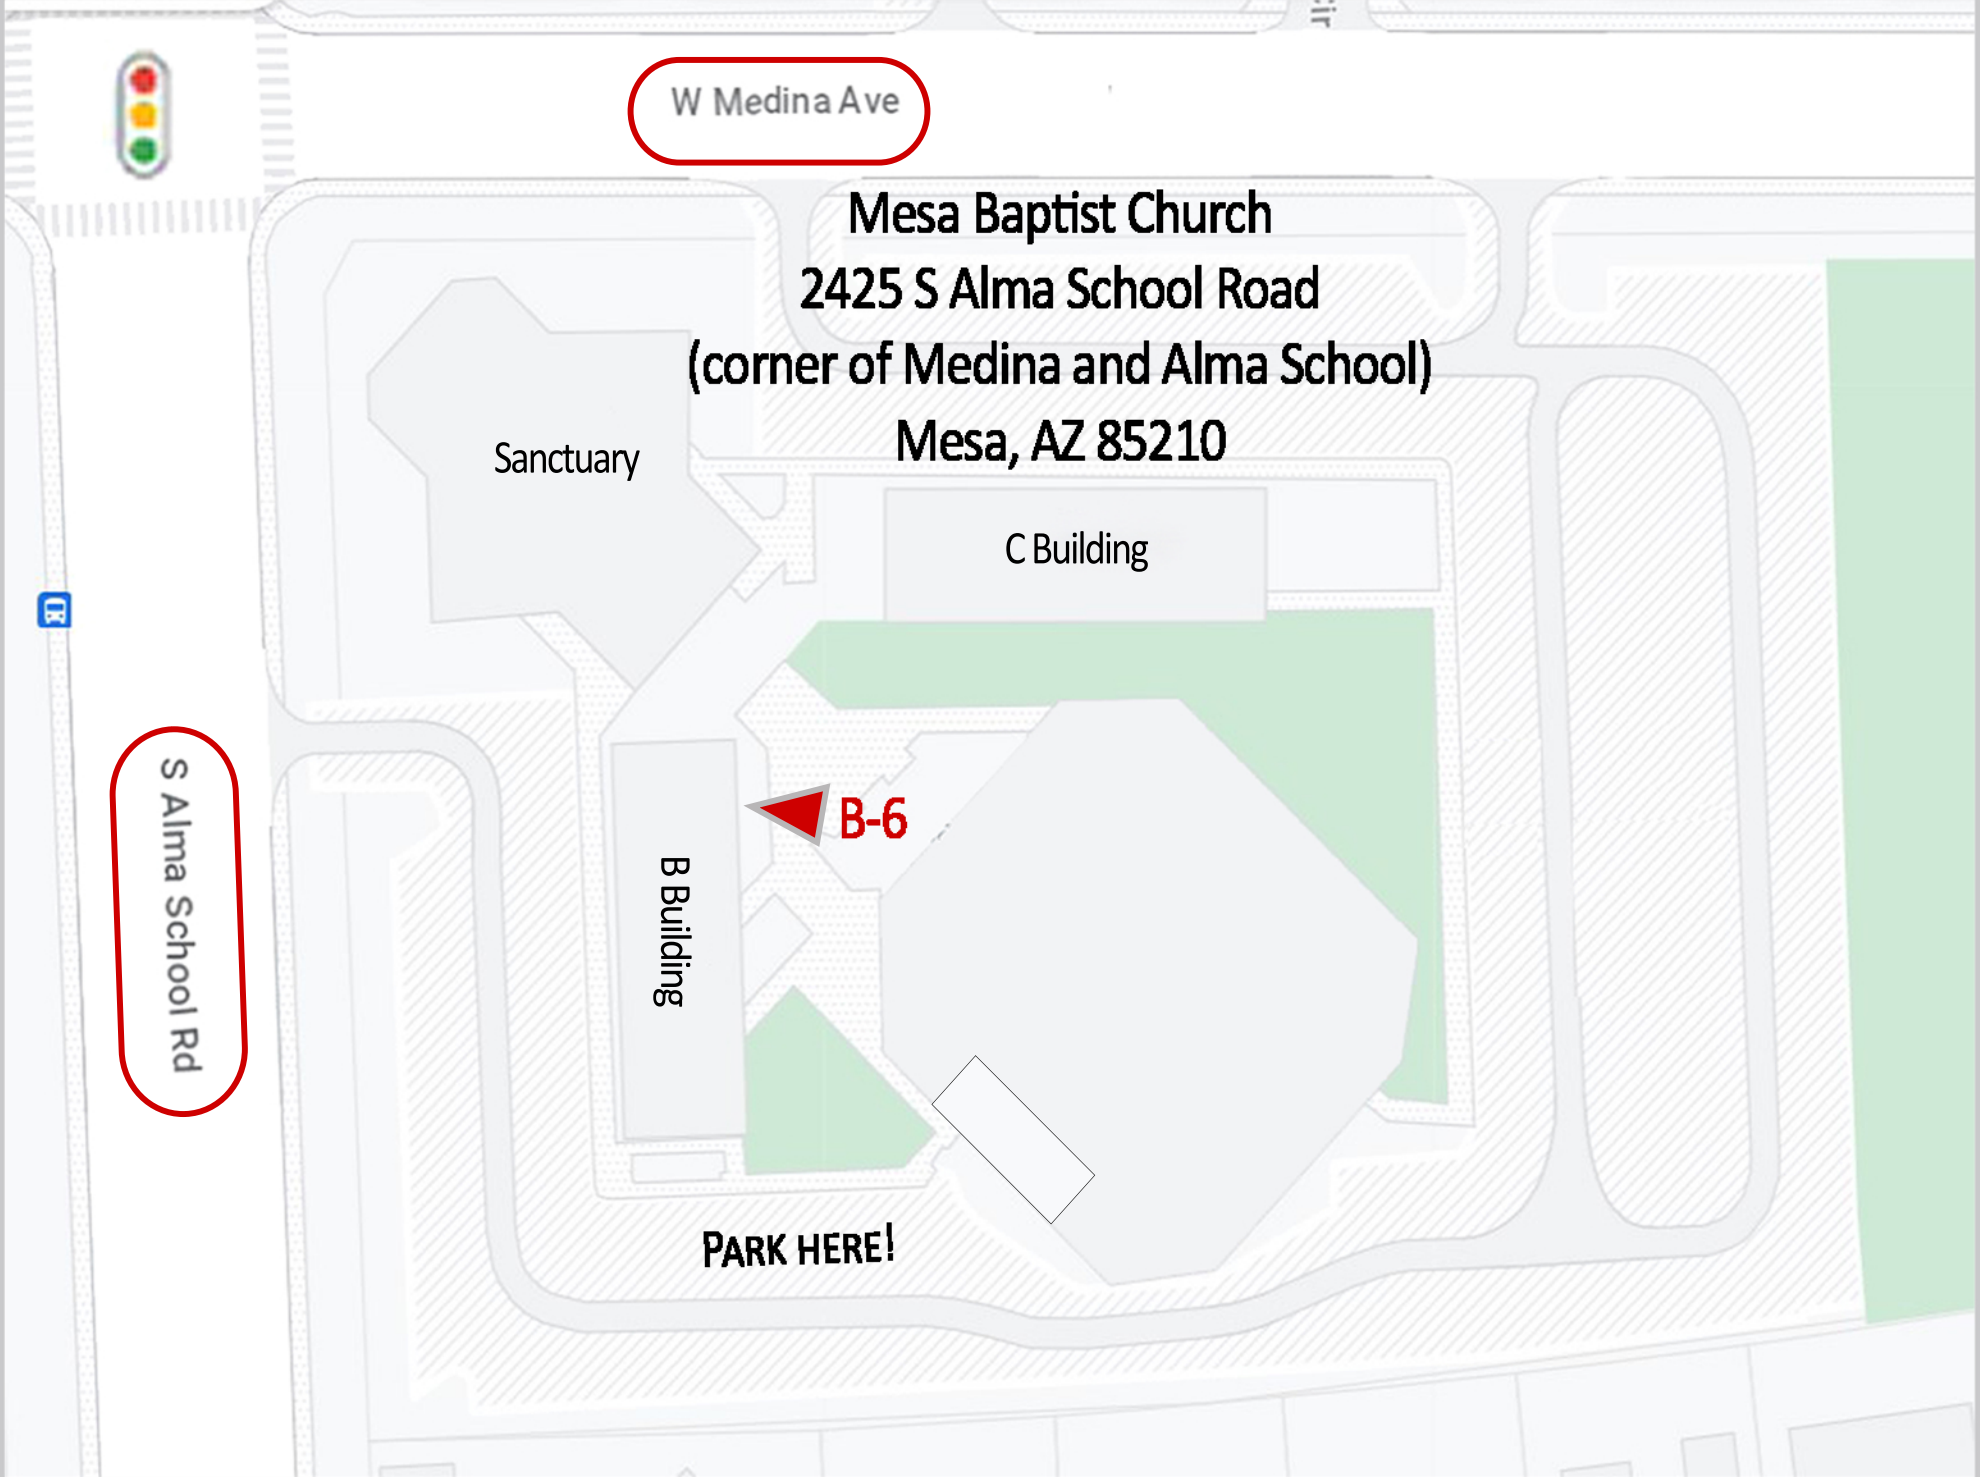 ir
W Medina Ave
Mesa Baptist Church
2425 S Alma School Road
(corner of Medina and Alma School)
Mesa, AZ 85210
Sanctuary
C Building
S Alma School Rd
B-6
B Building
PARK HERE!